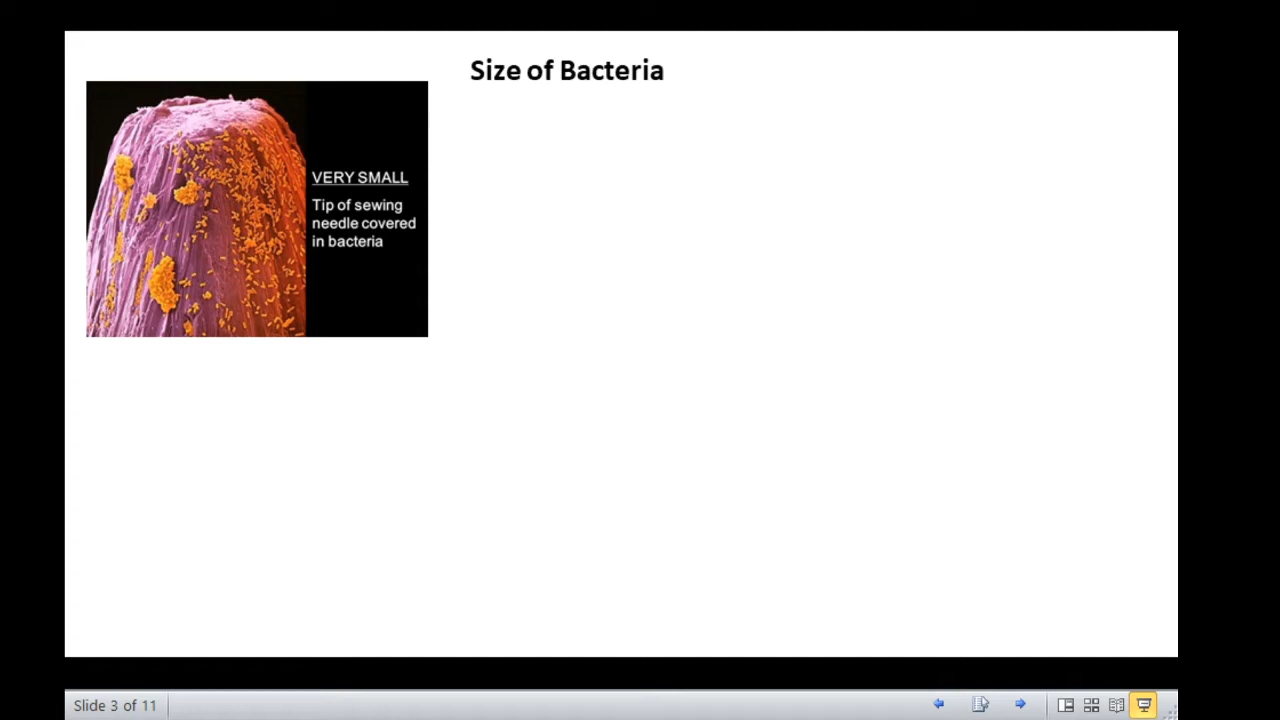 Size of Bacteria
VERY SMALL
Tip of sewing
needle covered
in bacteria
Slide 3 of 11